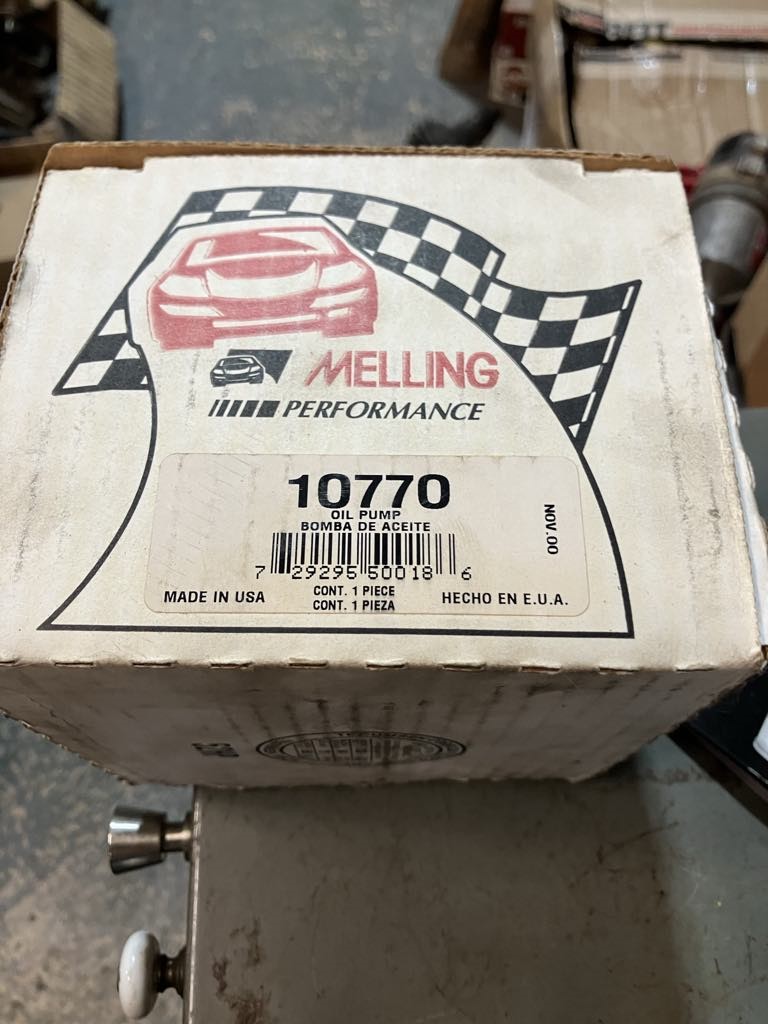 MELLING
PERFORMANCE
10770
OIL PUMP
BOMBA DE ACEITE
NOV.00
7 29295 50018 6
MADE IN USA
CONT. 1 PIECE
CONT. 1 PIEZA
HECHO EN E.U.A.